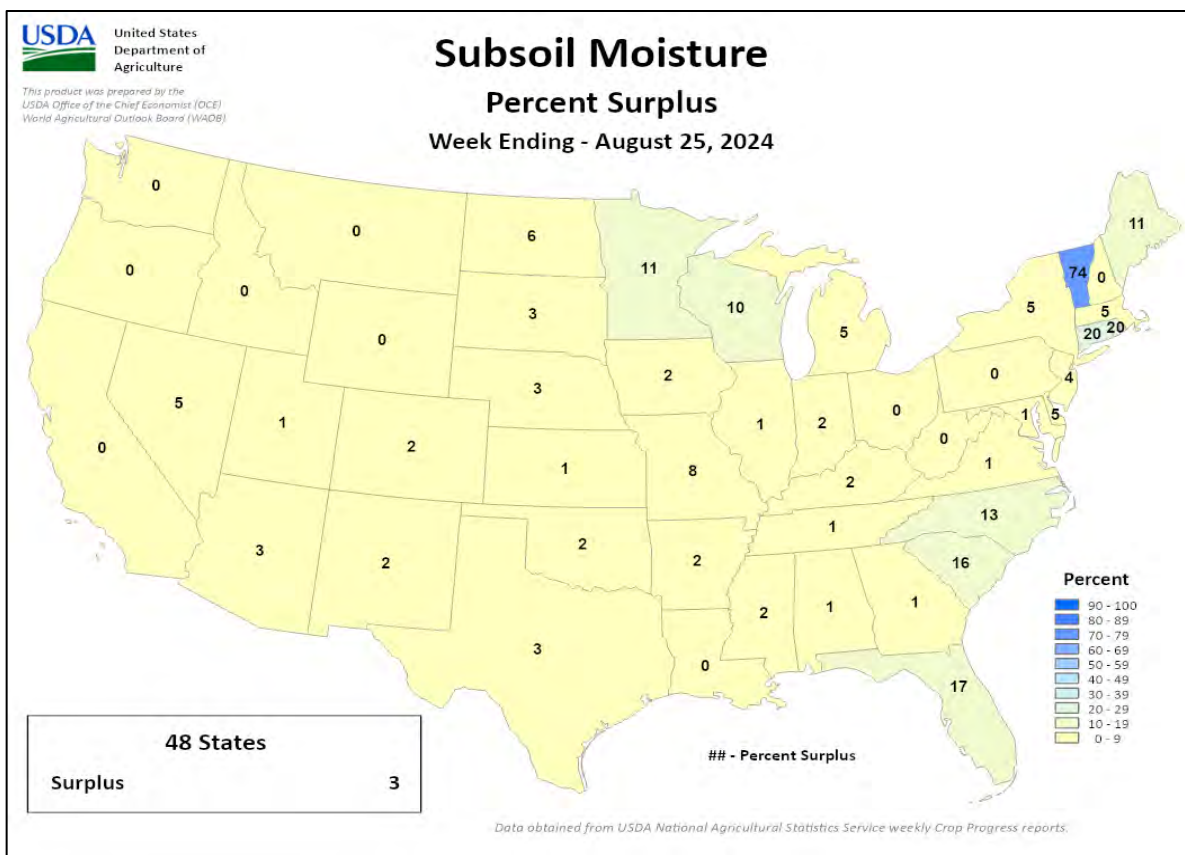 USDA
United States
Department of
Agriculture
This product was prepared by the
USDA Office of the Chief Economist (OCE)
World Agricultural Outlook Board (WAOB)
Subsoil Moisture
Percent Surplus
Week Ending - August 25, 2024
0
0
6
11
11
0
0
3
10
74
0
5
5
5
20
20
0
3
2
0
4
5
1
2
1
2
0
0
1
5
0
1
8
2
1
3
2
2
2
1
13
16
2
1
1
3
0
17
Percent
90 - 100
80 - 89
70 - 79
60 - 69
50 - 59
40 - 49
30 - 39
20 - 29
10 - 19
0 - 9
48 States
Surplus 3
## - Percent Surplus
Data obtained from USDA National Agricultural Statistics Service weekly Crop Progress reports.